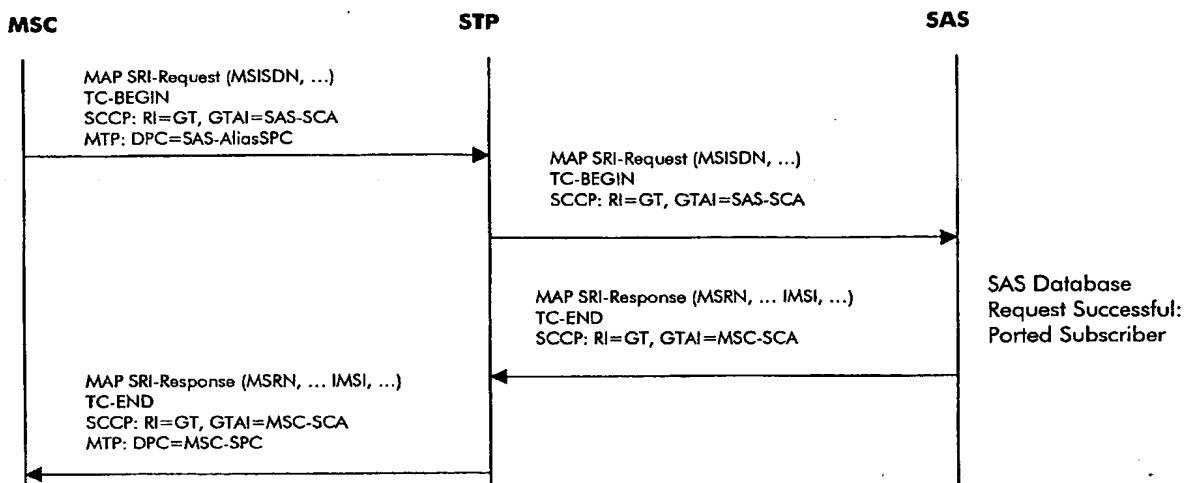 MSC
STP
SAS
MAP SRI-Request (MSISDN, ...)
TC-BEGIN
SCCP: RI=GT, GTAI=SAS-SCA
MTP: DPC=SAS-AliasSPC
MAP SRI-Request (MSISDN, ...)
TC-BEGIN
SCCP: RI=GT, GTAI=SAS-SCA
SAS Database
Request Successful:
Ported Subscriber
MAP SRI-Response (MSRN, ... IMSI, ...)
TC-END
SCCP: RI=GT, GTAI=MSC-SCA
MAP SRI-Response (MSRN, ... IMSI, ...)
TC-END
SCCP: RI=GT, GTAI=MSC-SCA
MTP: DPC=MSC-SPC